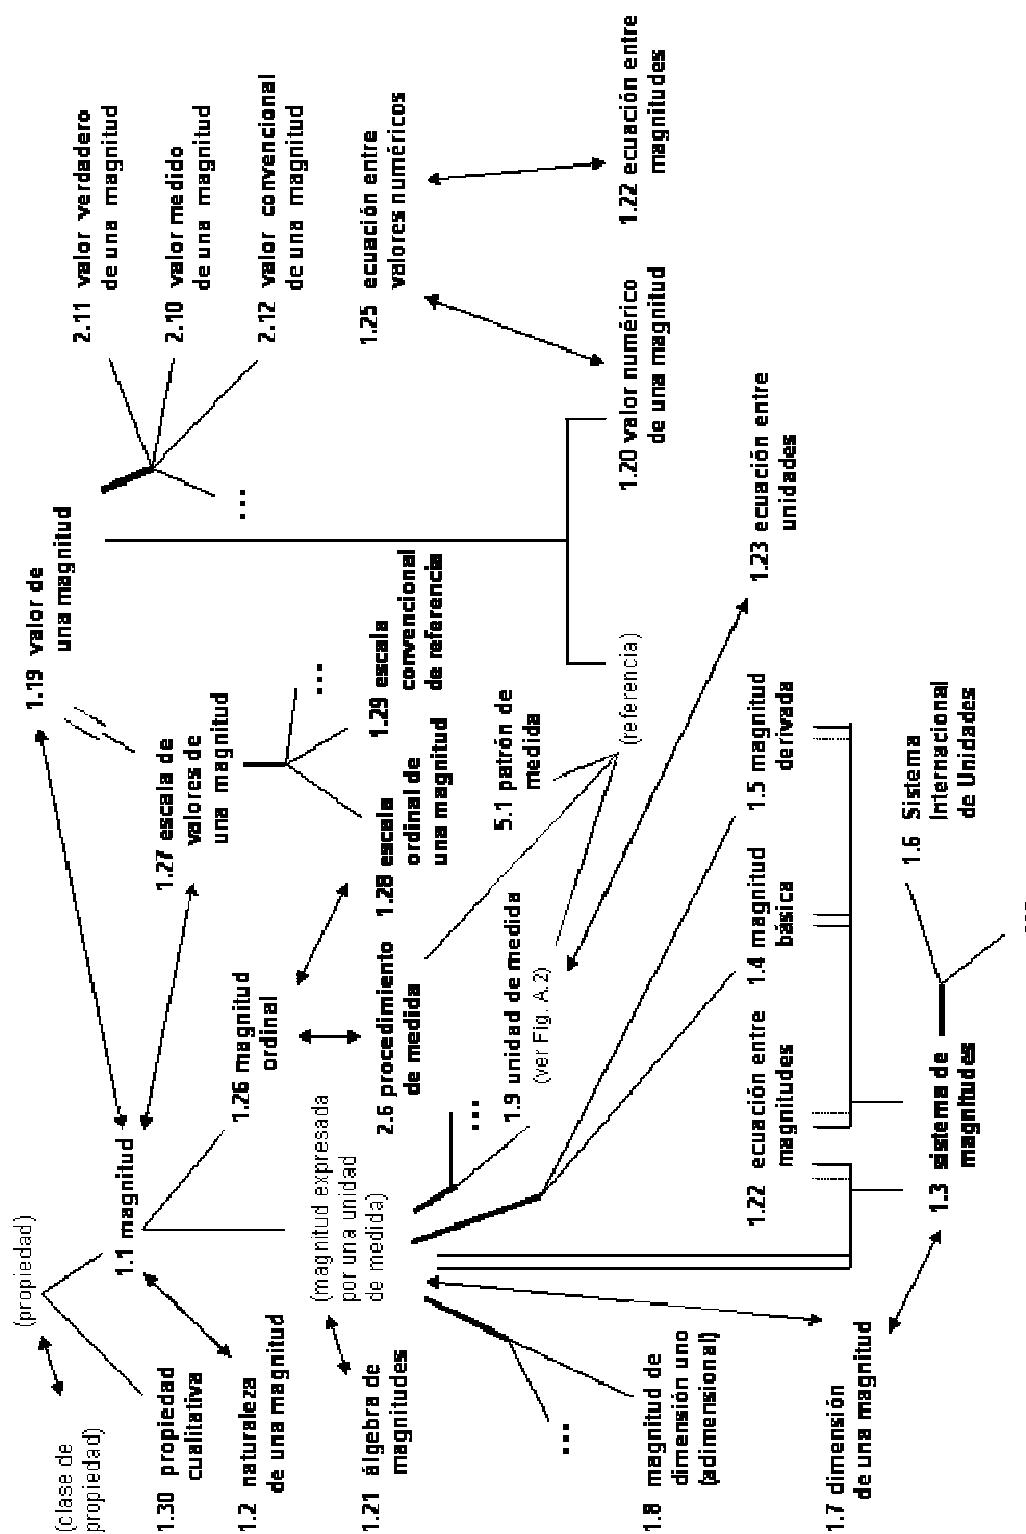 (clase de
propiedad)
(propiedad)
1.30 propiedad
cualitativa
1.2 naturaleza
de una magnitud
1.1 magnitud
1.19 valor de
una magnitud
2.11 valor verdadero
de una magnitud
2.10 valor medido
de una magnitud
2.12 valor convencional
de una magnitud
...
1.27 escala de
valores de
una magnitud
1.26 magnitud
ordinal
...
1.21 álgebra de
magnitudes
(magnitud expresada
por una unidad
de medida)
2.6 procedimiento
de medida
1.28 escala
ordinal de
una magnitud
1.29 escala
convencional
de referencia
1.25 ecuación entre
valores numéricos
...
5.1 patrón de
medida
1.9 unidad de medida
(ver Fig. A.2)
...
(referencia)
1.20 valor numérico
de una magnitud
1.22 ecuación entre
magnitudes
1.8 magnitud de
dimensión uno
(adimensional)
1.22 ecuación entre
magnitudes
1.4 magnitud
básica
1.5 magnitud
derivada
1.23 ecuación entre
unidades
1.7 dimensión
de una magnitud
1.3 sistema de
magnitudes
1.6 Sistema
Internacional
de Unidades
...